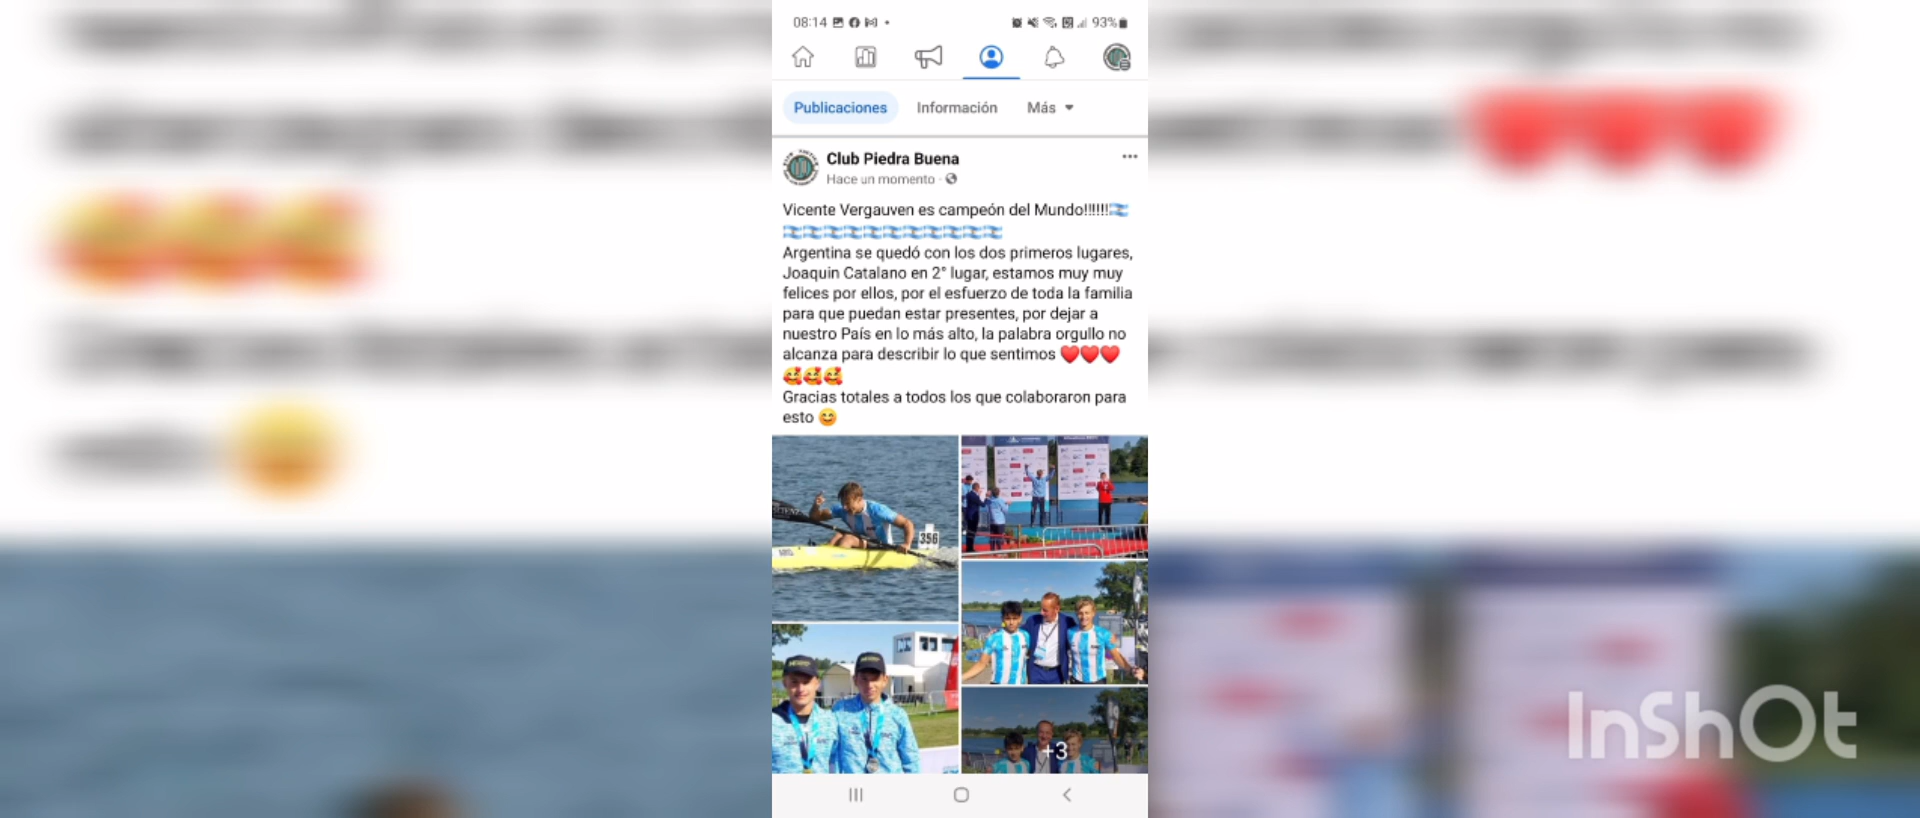 08:14
93%
Publicaciones
Información
Más
Club Piedra Buena
Hace un momento ·
Vicente Vergauven es campeón del Mundo!!!!!!🇦🇷
🇦🇷🇦🇷🇦🇷🇦🇷🇦🇷🇦🇷🇦🇷🇦🇷🇦🇷🇦🇷🇦🇷
Argentina se quedó con los dos primeros lugares,
Joaquin Catalano en 2° lugar, estamos muy muy
felices por ellos, por el esfuerzo de toda la familia
para que puedan estar presentes, por dejar a
nuestro País en lo más alto, la palabra orgullo no
alcanza para describir lo que sentimos ❤️❤️❤️
🥰🥰🥰
Gracias totales a todos los que colaboraron para
esto 😊
356
+3
InShOt